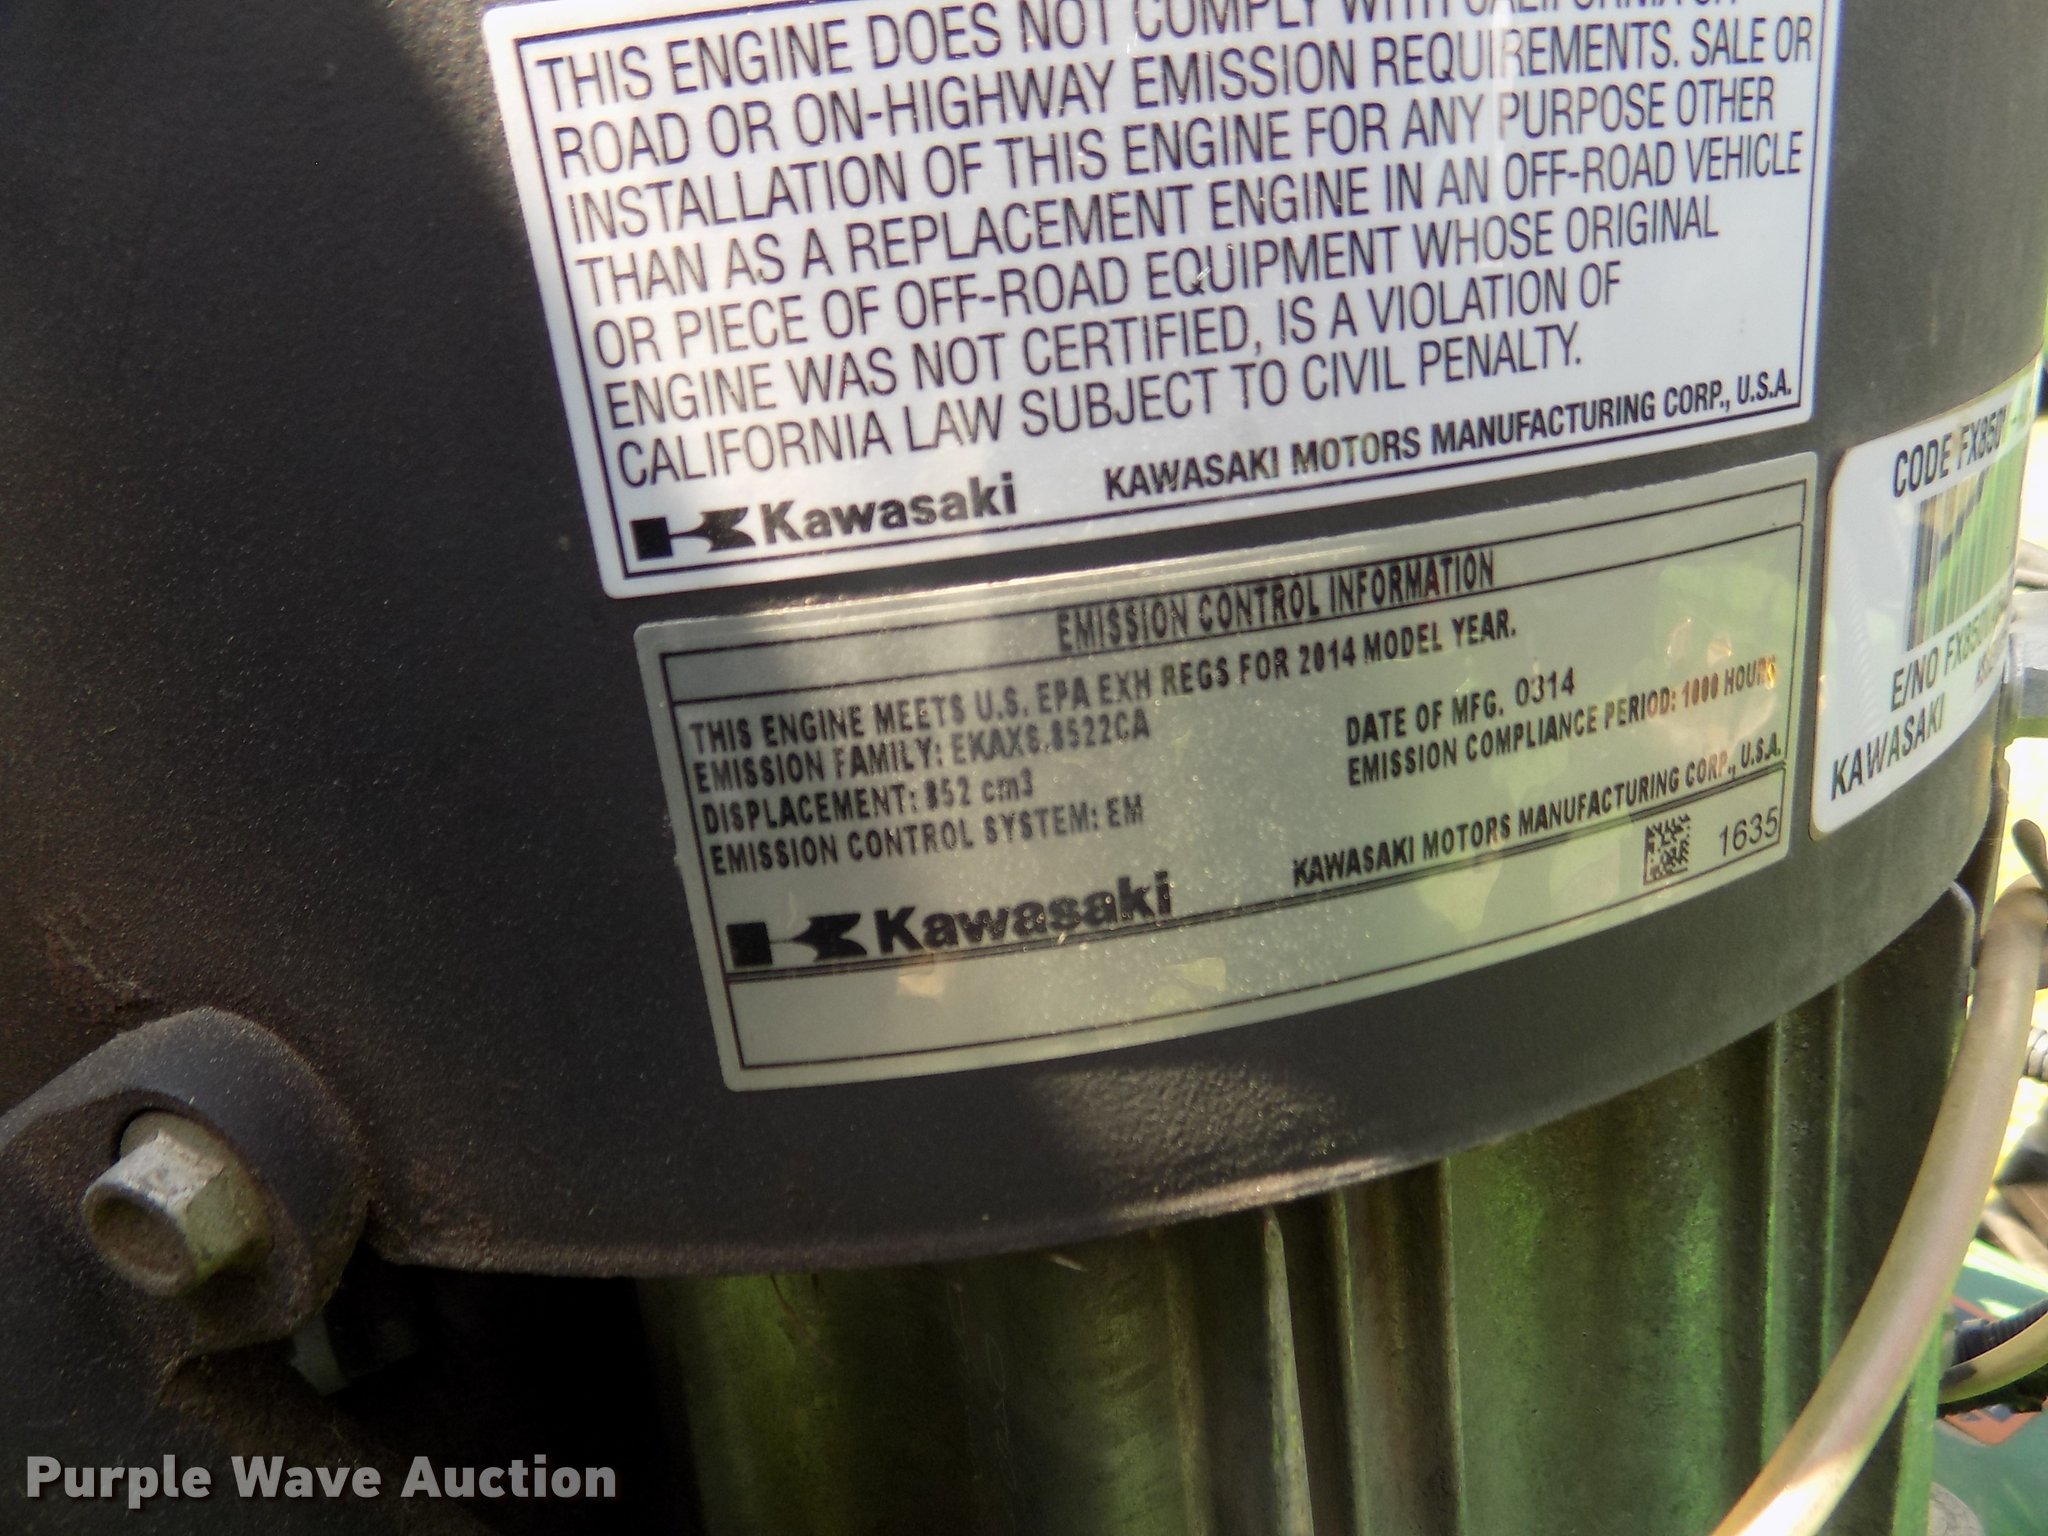 THIS ENGINE DOES NOT COMPLY WITH CALIFORNIA
ROAD OR ON-HIGHWAY EMISSION REQUIREMENTS. SALE OR
INSTALLATION OF THIS ENGINE FOR ANY PURPOSE OTHER
THAN AS A REPLACEMENT ENGINE IN AN OFF-ROAD VEHICLE
OR PIECE OF OFF-ROAD EQUIPMENT WHOSE ORIGINAL
ENGINE WAS NOT CERTIFIED, IS A VIOLATION OF
CALIFORNIA LAW SUBJECT TO CIVIL PENALTY.
Kawasaki KAWASAKI MOTORS MANUFACTURING CORP., U.S.A.
EMISSION CONTROL INFORMATION
THIS ENGINE MEETS U.S. EPA EXH REGS FOR 2014 MODEL YEAR.
EMISSION FAMILY: EKAXS.8522CA DATE OF MFG. 0314
DISPLACEMENT: 852 cm3 EMISSION COMPLIANCE PERIOD: 1000 HOURS
EMISSION CONTROL SYSTEM: EM
Kawasaki KAWASAKI MOTORS MANUFACTURING CORP., U.S.A.
1635
CODE FX850
E/NO FX850
KAWASAKI
Purple Wave Auction